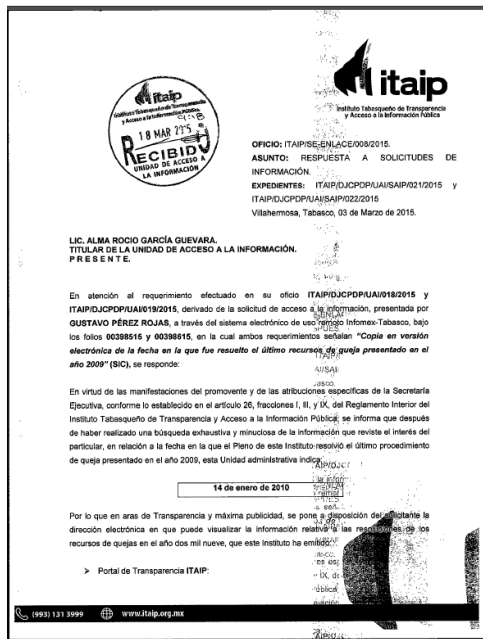 itaip
Instituto Tabasqueño de Transparencia
y Acceso a la Información Pública
itaip
Instituto Tabasqueño de Transparencia
y Acceso a la Información Pública
18 MAR
RECIBIDO
UNIDAD DE ACCESO A
LA INFORMACIÓN
OFICIO: ITAIP/SE-ENLACE/008/2015.
ASUNTO: RESPUESTA A SOLICITUDES DE
INFORMACIÓN.
EXPEDIENTES: ITAIP/DJCPDP/UAI/SAIP/021/2015 y
ITAIP/DJCPDP/UAI/SAIP/022/2015
Villahermosa, Tabasco, 03 de Marzo de 2015.
LIC. ALMA ROCIO GARCÍA GUEVARA.
TITULAR DE LA UNIDAD DE ACCESO A LA INFORMACIÓN.
P R E S E N T E.
En atención al requerimiento efectuado en su oficio ITAIP/DJCPDP/UAI/018/2015 y
ITAIP/DJCPDP/UAI/019/2015, derivado de la solicitud de acceso a la información, presentada por
GUSTAVO PÉREZ ROJAS, a través del sistema electrónico de uso remoto Infomex-Tabasco, bajo
los folios 00398515 y 00398615, en la cual ambos requerimientos señalan "Copia en versión
electrónica de la fecha en la que fue resuelto el último recursos de queja presentado en el
año 2009" (SIC), se responde:
En virtud de las manifestaciones del promovente y de las atribuciones específicas de la Secretaría
Ejecutiva, conforme lo establecido en el artículo 26, fracciones I, III, y IX, del Reglamento Interior del
Instituto Tabasqueño de Transparencia y Acceso a la Información Pública, se informa que después
de haber realizado una búsqueda exhaustiva y minuciosa de la información que reviste el interés del
particular, en relación a la fecha en la que el Pleno de este Instituto resolvió el último procedimiento
de queja presentado en el año 2009, esta Unidad administrativa indica:
14 de enero de 2010
Por lo que en aras de Transparencia y máxima publicidad, se pone a disposición del solicitante la
dirección electrónica en que puede visualizar la información relativa a las resoluciones de los
recursos de quejas en el año dos mil nueve, que este Instituto ha emitido:
➢ Portal de Transparencia ITAIP:
(993) 131 3999 www.itaip.org.mx